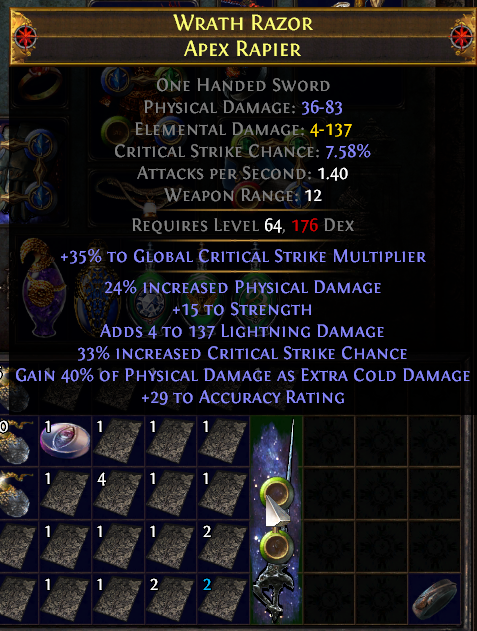 Wrath Razor
Apex Rapier
One Handed Sword
Physical Damage: 36-83
Elemental Damage: 4-137
Critical Strike Chance: 7.58%
Attacks per Second: 1.40
Weapon Range: 12
Requires Level 64, 176 Dex
+35% to Global Critical Strike Multiplier
24% increased Physical Damage
+15 to Strength
Adds 4 to 137 Lightning Damage
33% increased Critical Strike Chance
Gain 40% of Physical Damage as Extra Cold Damage
+29 to Accuracy Rating
0 1 1 1 1
1 4 1 1
1 1 1 2
1 1 2 2